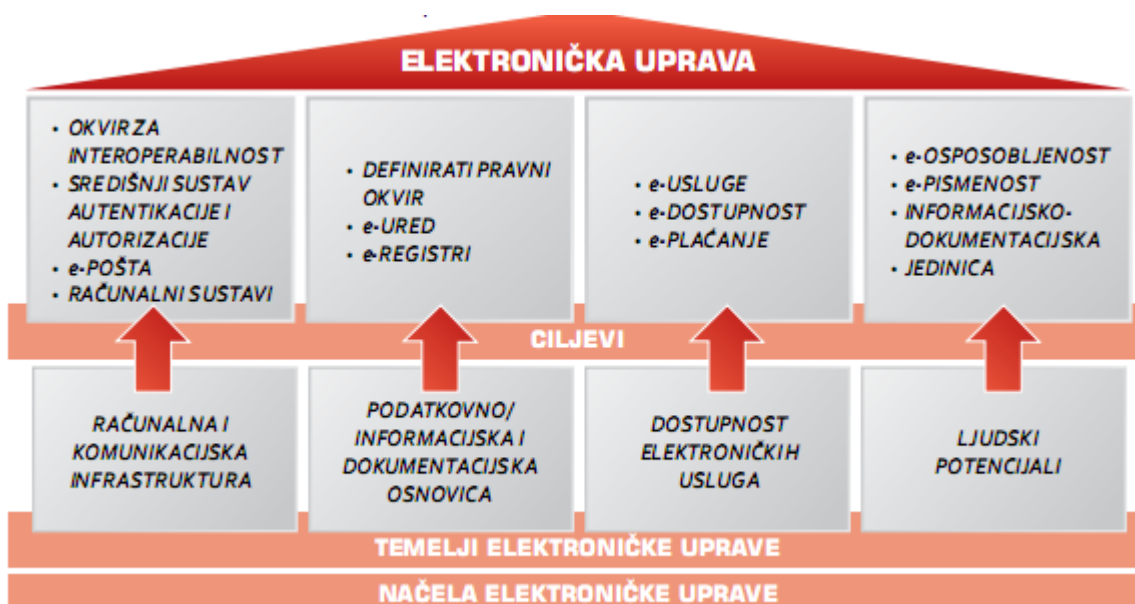 ELEKTRONIČKA UPRAVA
• OKVIR ZA
INTEROPERABILNOST
• SREDIŠNJI SUSTAV
AUTENTIKACIJE I
AUTORIZACIJE
• e-POŠTA
• RAČUNALNI SUSTAVI
• DEFINIRATI PRAVNI
OKVIR
• e-URED
• e-REGISTRI
• e-USLUGE
• e-DOSTUPNOST
• e-PLAĆANJE
• e-OSPOSOBLJENOST
• e-PISMENOST
• INFORMACIJSKO-
DOKUMENTACIJSKA
• JEDINICA
CILJEVI
RAČUNALNA I
KOMUNIKACIJSKA
INFRASTRUKTURA
PODATKOVNO/
INFORMACIJSKA I
DOKUMENTACIJSKA
OSNOVICA
DOSTUPNOST
ELEKTRONIČKIH
USLUGA
LJUDSKI
POTENCIJALI
TEMELJI ELEKTRONIČKE UPRAVE
NAČELA ELEKTRONIČKE UPRAVE